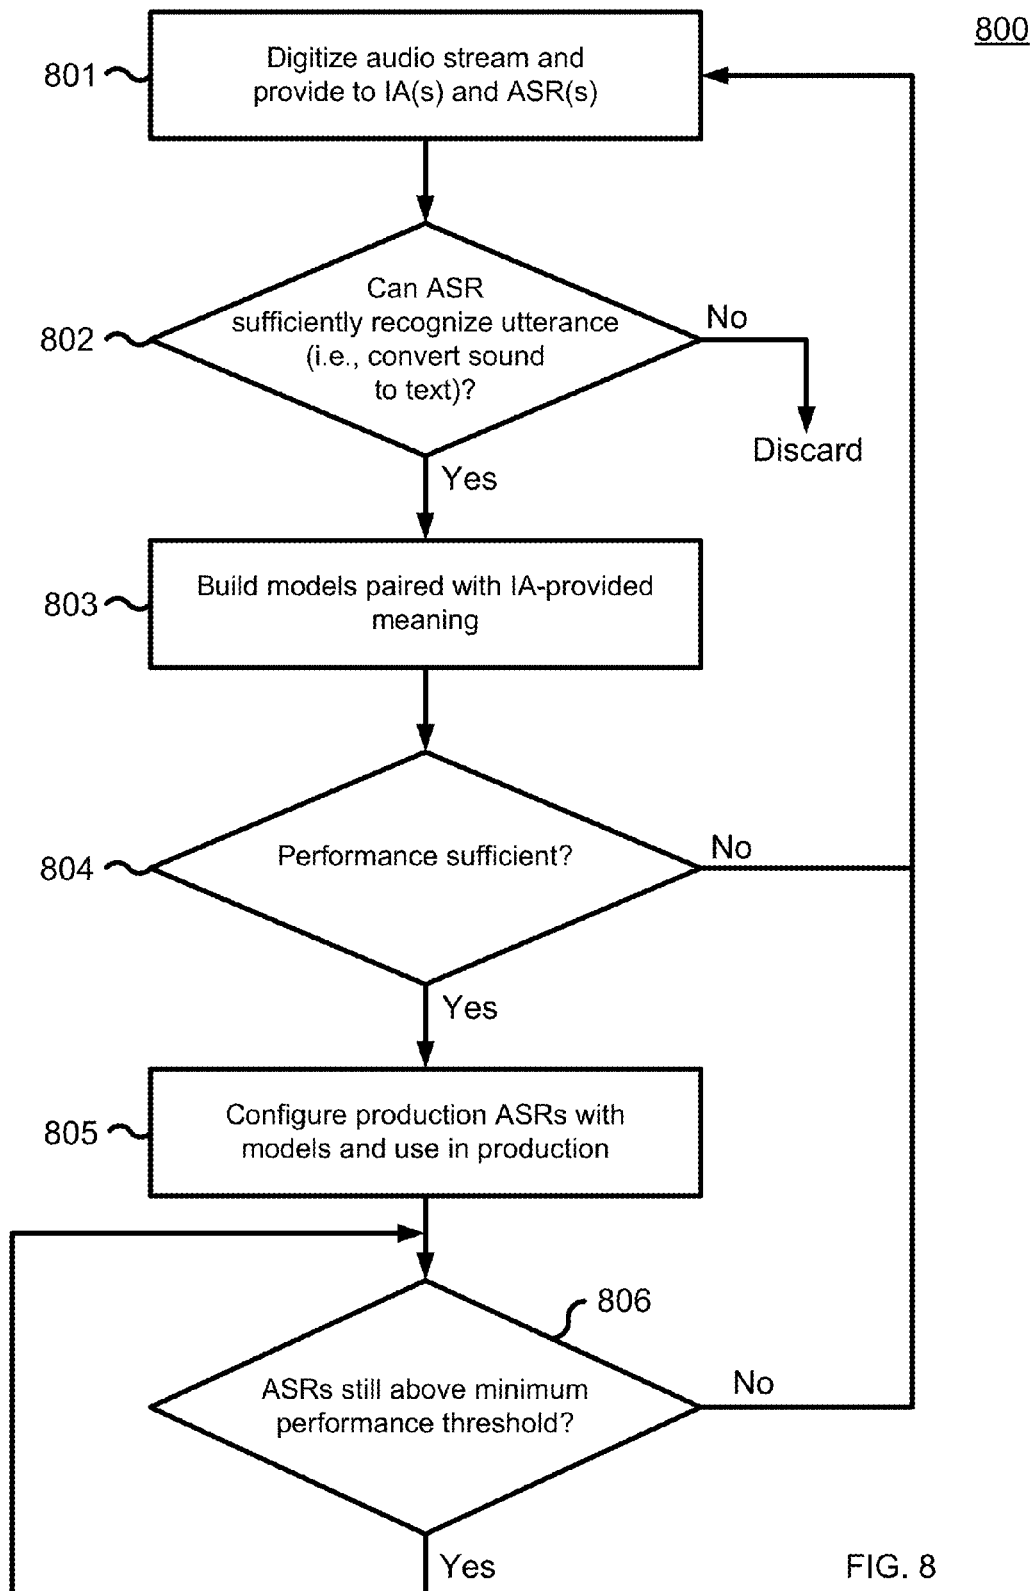 800
801
Digitize audio stream and
provide to IA(s) and ASR(s)
802
Can ASR
sufficiently recognize utterance
(i.e., convert sound
to text)?
No
Discard
Yes
803
Build models paired with IA-provided
meaning
804
Performance sufficient?
No
Yes
805
Configure production ASRs with
models and use in production
806
ASRs still above minimum
performance threshold?
No
Yes
FIG. 8